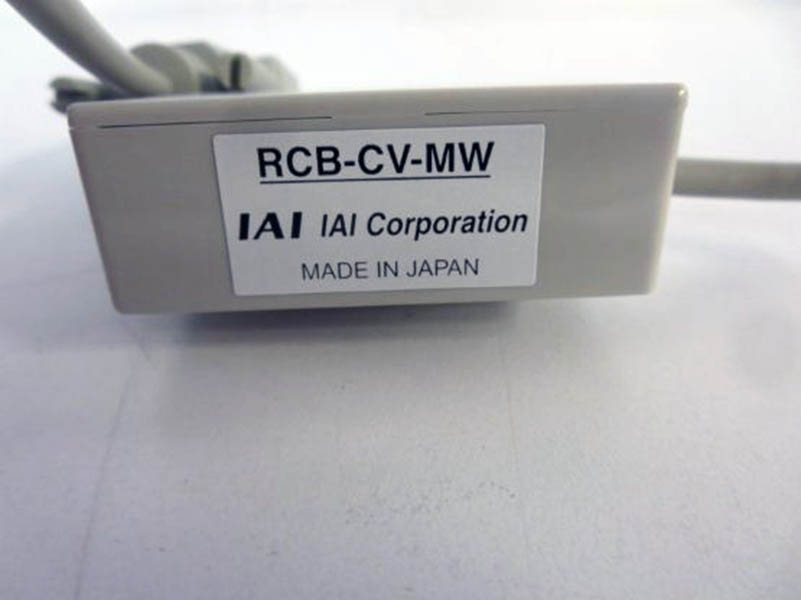 RCB-CV-MW
IAI IAI Corporation
MADE IN JAPAN